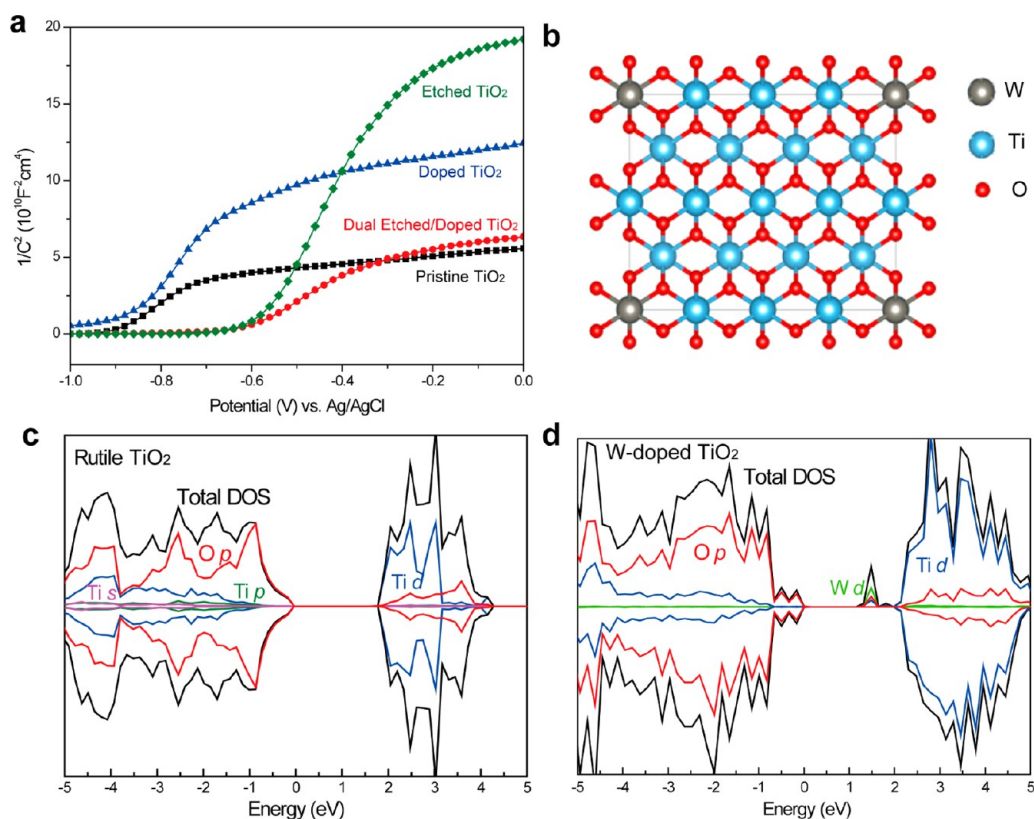 a
20
15
10
5
0
1/C² (10¹⁰F⁻²cm⁴)
Etched TiO₂
Doped TiO₂
Dual Etched/Doped TiO₂
Pristine TiO₂
-1.0 -0.8 -0.6 -0.4 -0.2 0.0
Potential (V) vs. Ag/AgCl
b
W
Ti
O
c
Rutile TiO₂
Total DOS
O p
Ti d
Ti s
Ti p
-5 -4 -3 -2 -1 0 1 2 3 4 5
Energy (eV)
d
W-doped TiO₂
Total DOS
O p
Ti d
W d
-5 -4 -3 -2 -1 0 1 2 3 4 5
Energy (eV)